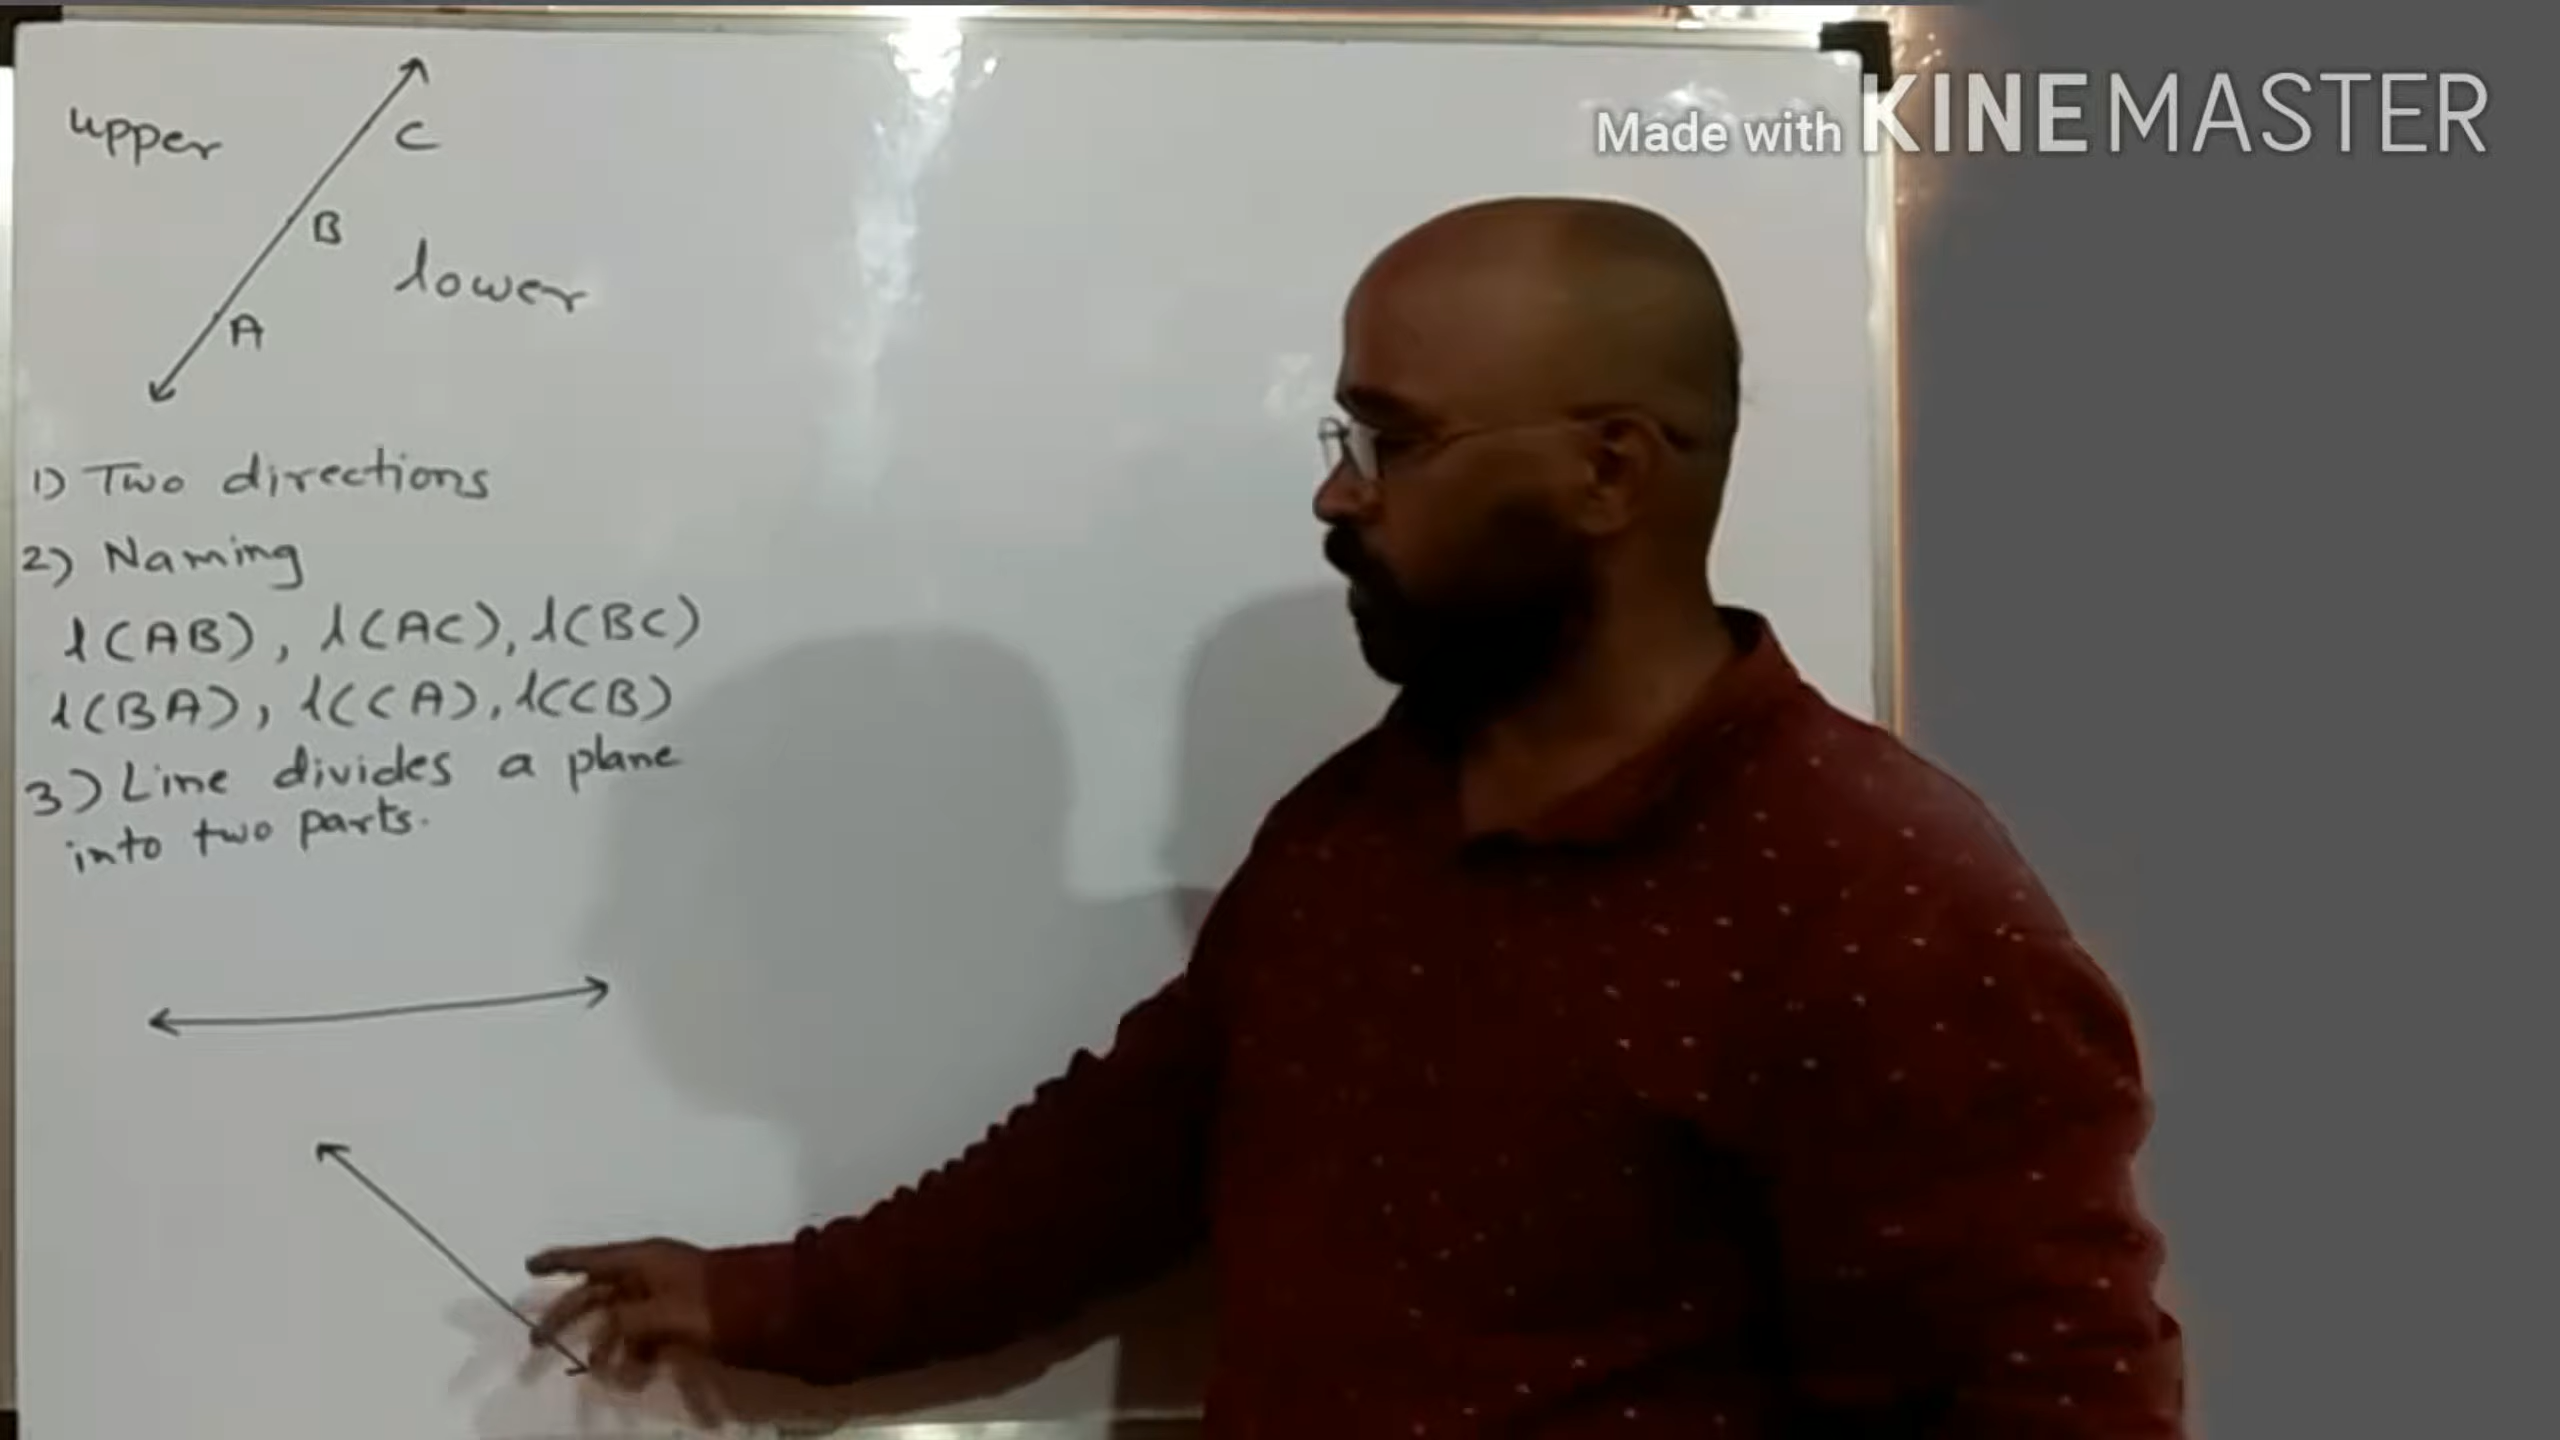 Made with KINEMASTER
upper
C
B
lower
A
1) Two directions
2) Naming
l(AB), l(AC), l(BC)
l(BA), l(CA), l(CB)
3) Line divides a plane
into two parts.